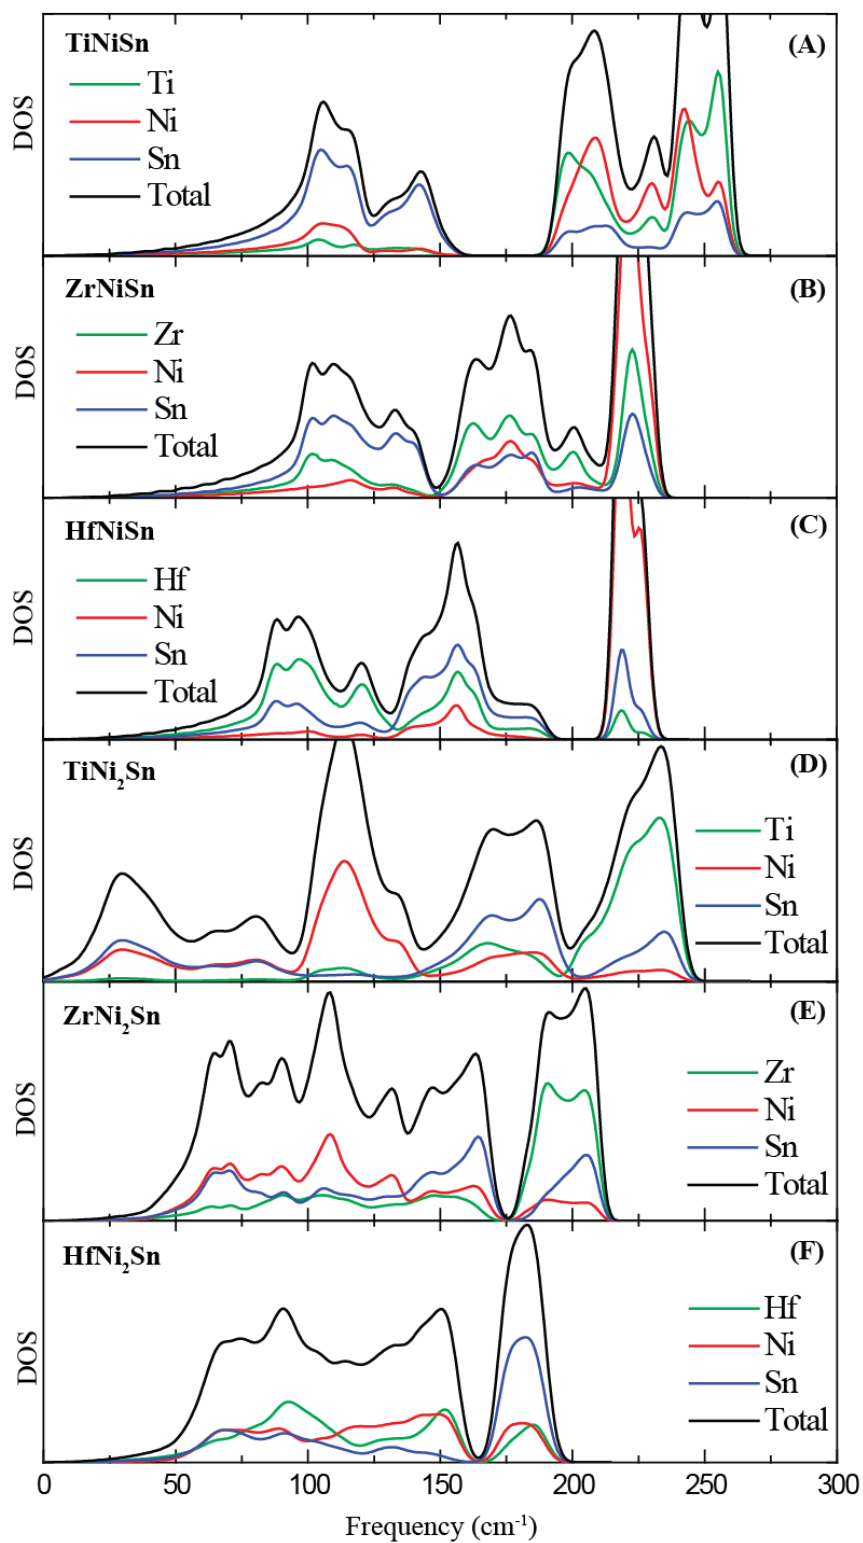 TiNiSn
(A)
Ti
Ni
Sn
Total
DOS
ZrNiSn
(B)
Zr
Ni
Sn
Total
DOS
HfNiSn
(C)
Hf
Ni
Sn
Total
DOS
TiNi₂Sn
(D)
Ti
Ni
Sn
Total
DOS
ZrNi₂Sn
(E)
Zr
Ni
Sn
Total
DOS
HfNi₂Sn
(F)
Hf
Ni
Sn
Total
DOS
0 50 100 150 200 250 300
Frequency (cm⁻¹)